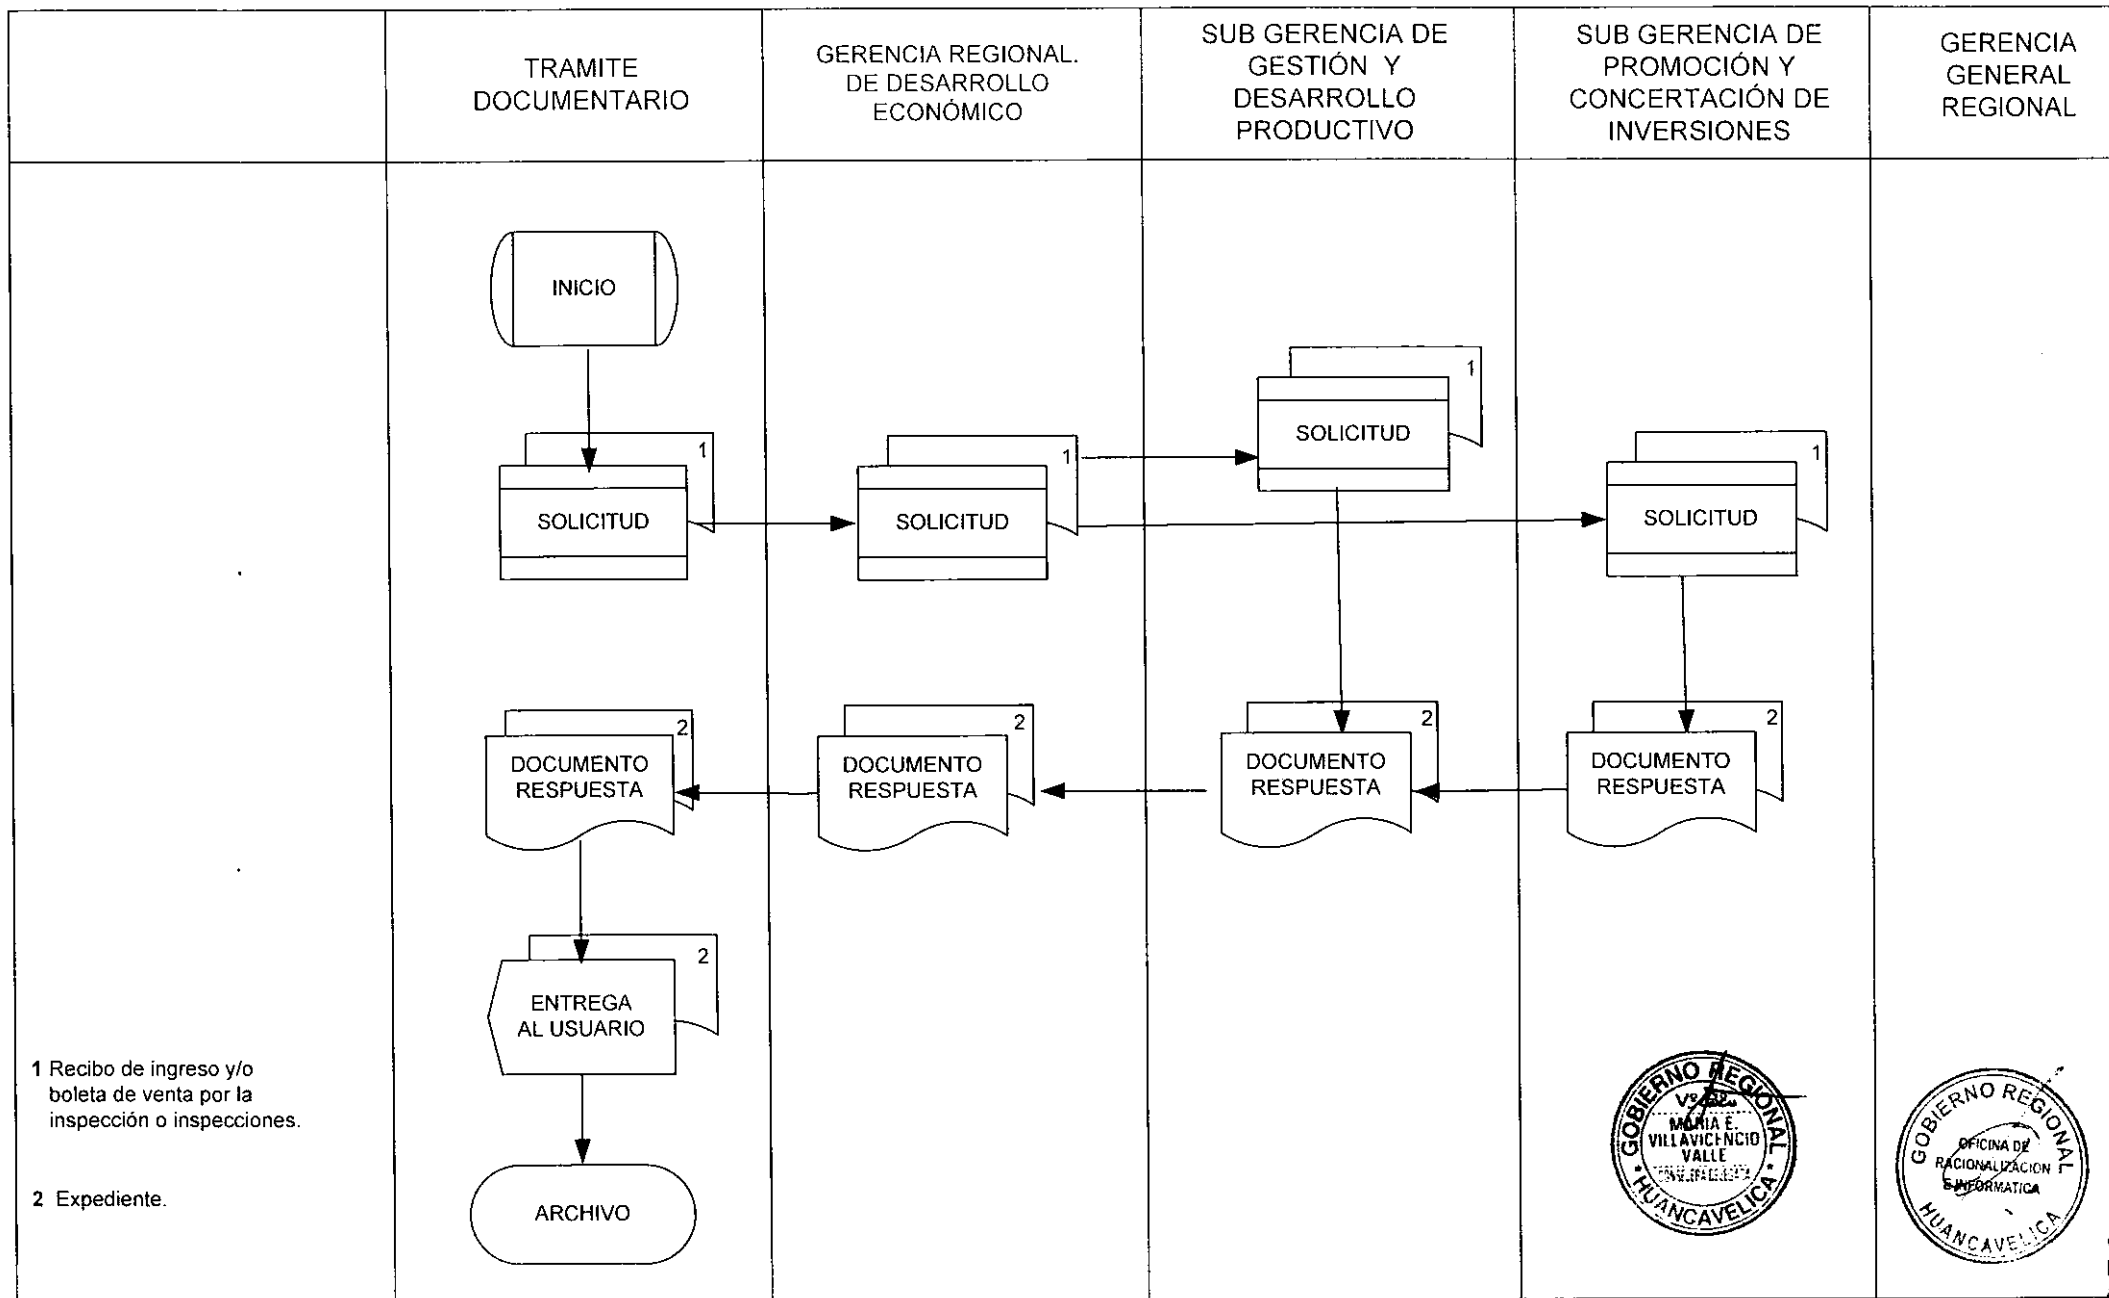 TRAMITE
DOCUMENTARIO
GERENCIA REGIONAL.
DE DESARROLLO
ECONÓMICO
SUB GERENCIA DE
GESTIÓN Y
DESARROLLO
PRODUCTIVO
SUB GERENCIA DE
PROMOCIÓN Y
CONCERTACIÓN DE
INVERSIONES
GERENCIA
GENERAL
REGIONAL
INICIO
1
SOLICITUD
1
SOLICITUD
1
SOLICITUD
1
SOLICITUD
2
DOCUMENTO
RESPUESTA
2
DOCUMENTO
RESPUESTA
2
DOCUMENTO
RESPUESTA
2
DOCUMENTO
RESPUESTA
2
ENTREGA
AL USUARIO
ARCHIVO
1 Recibo de ingreso y/o
boleta de venta por la
inspección o inspecciones.
2 Expediente.
GOBIERNO REGIONAL
MARIA E.
VILLAVICENCIO
VALLE
HUANCAVELICA
GOBIERNO REGIONAL
OFICINA DE
RACIONALIZACION
E INFORMATICA
HUANCAVELICA